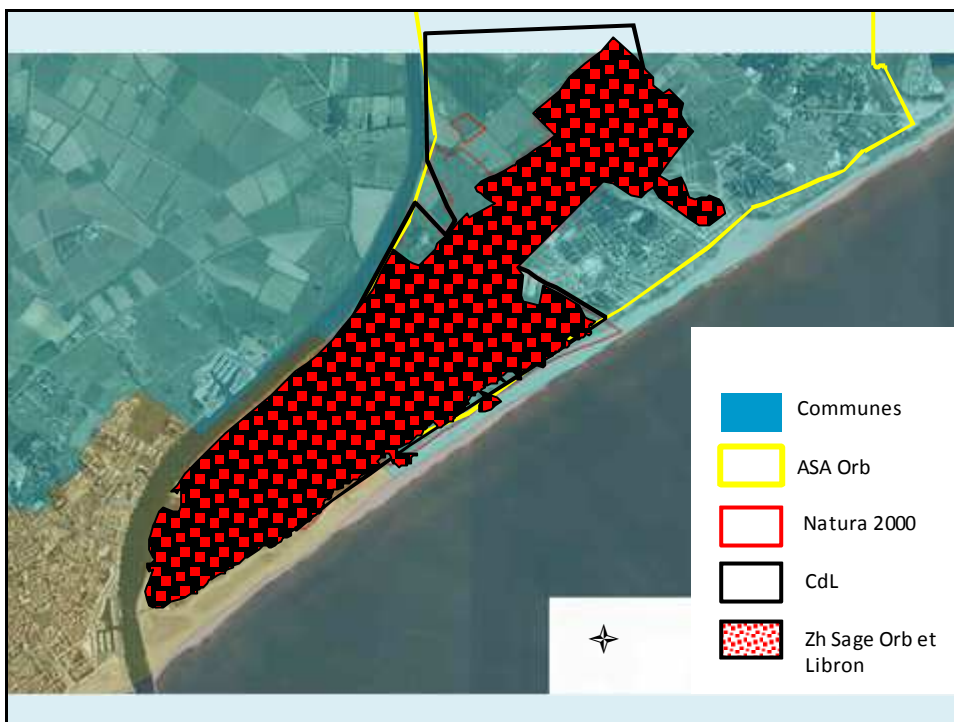 Communes
ASA Orb
Natura 2000
CdL
Zh Sage Orb et
Libron